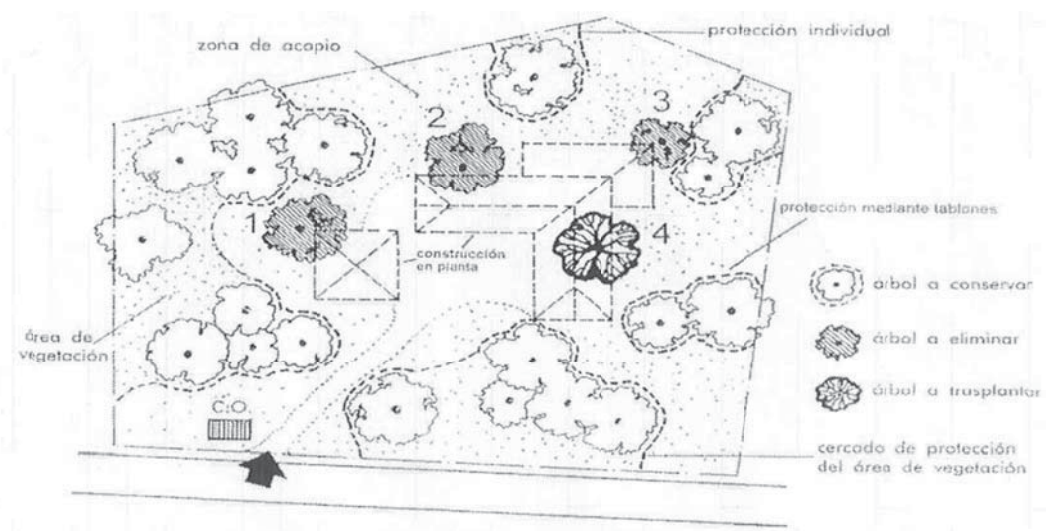 zona de acopio
protección individual
3
2
1
4
protección mediante tablones
construcción
en planta
árbol a conservar
área de
vegetación
árbol a eliminar
árbol a trasplantar
C.O.
cercado de protección
del área de vegetación